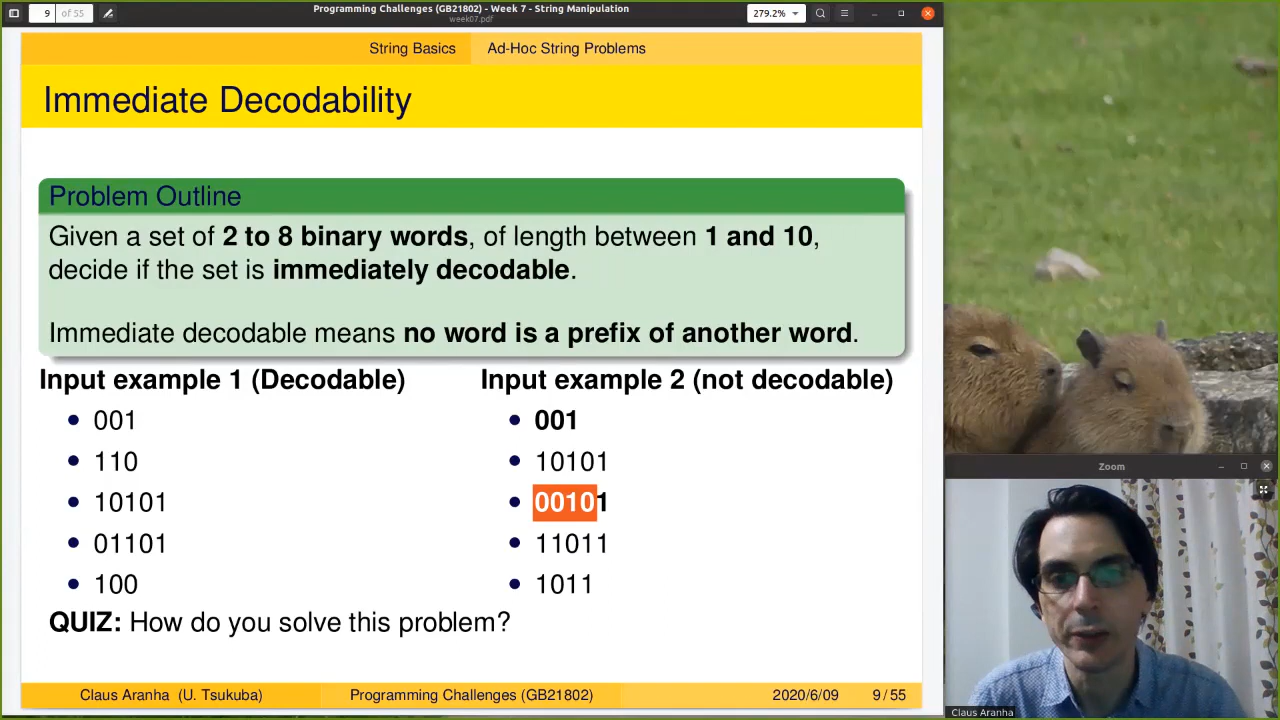 9 of 55
Programming Challenges (GB21802) - Week 7 - String Manipulation
week07.pdf
279.2%
String Basics Ad-Hoc String Problems
Immediate Decodability
Problem Outline
Given a set of 2 to 8 binary words, of length between 1 and 10,
decide if the set is immediately decodable.
Immediate decodable means no word is a prefix of another word.
Input example 1 (Decodable)
• 001
• 110
• 10101
• 01101
• 100
Input example 2 (not decodable)
• 001
• 10101
• 00101
• 11011
• 1011
QUIZ: How do you solve this problem?
Claus Aranha (U. Tsukuba) Programming Challenges (GB21802) 2020/6/09 9 / 55
Zoom
Claus Aranha